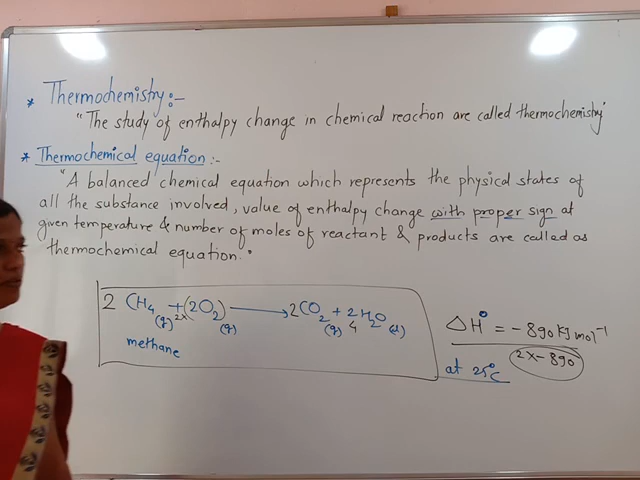 * Thermochemistry:-
"The study of enthalpy change in chemical reaction are called thermochemistry"
* Thermochemical equation:-
"A balanced chemical equation which represents the physical states of
all the substance involved, value of enthalpy change with proper sign at
given temperature & number of moles of reactant & products are called as
thermochemical equation."
2 CH4(g) + 2x(2O2)(g) → 2CO2(g) + 2H2O(l)
4
methane
ΔH° = -890 kJ mol⁻¹
2x-890
at 25°C